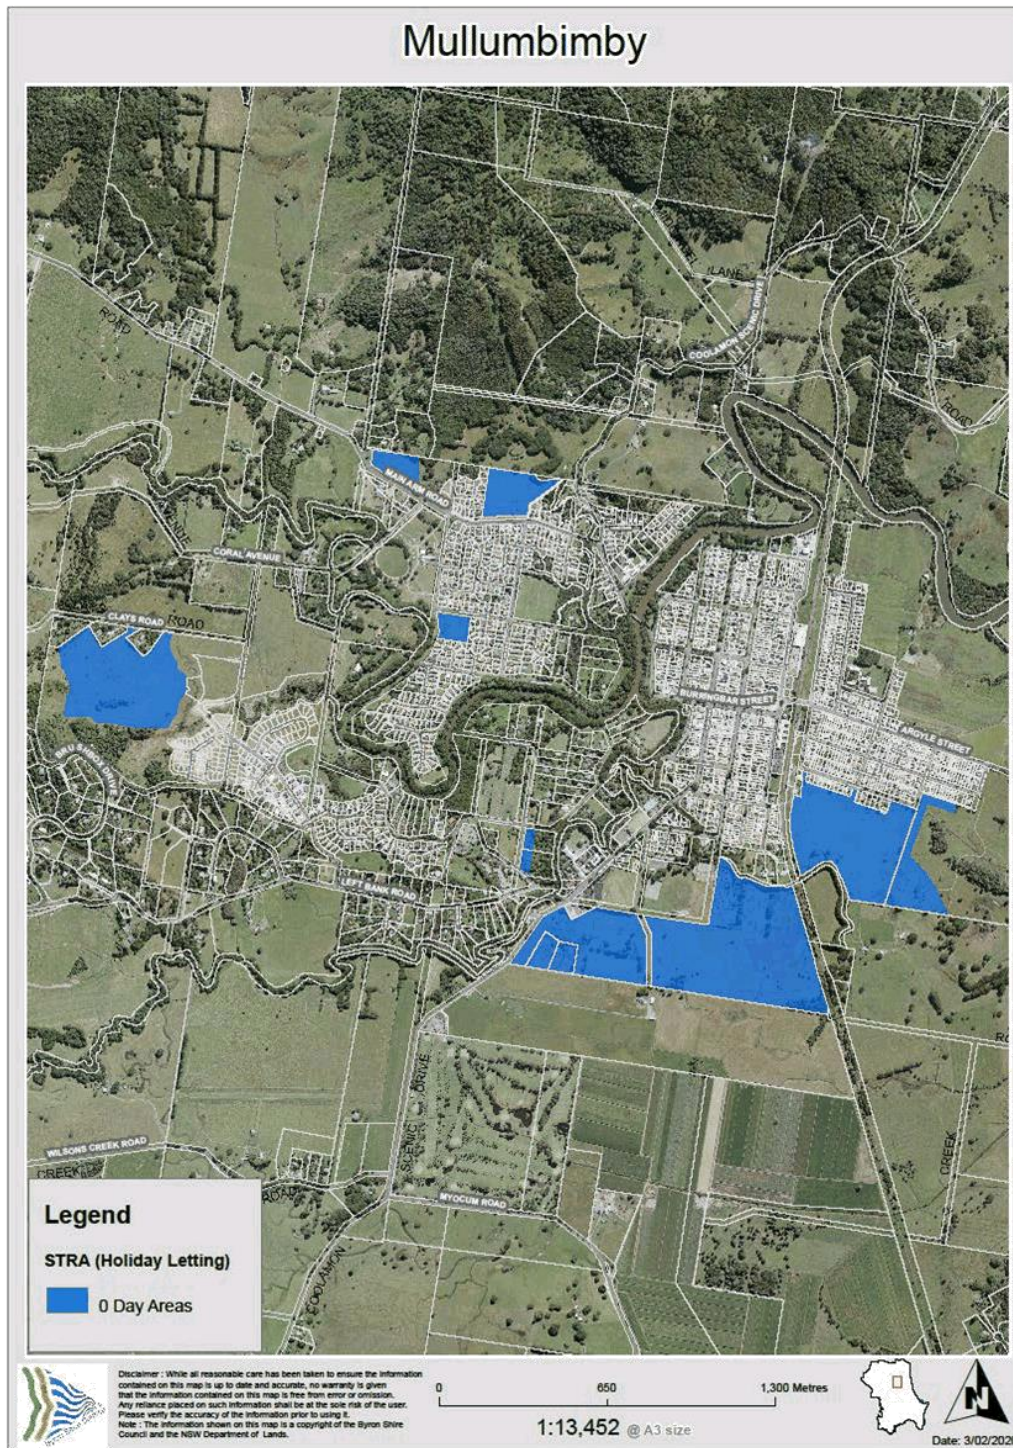 Mullumbimby
LANE
COOLAMON SCENIC DRIVE
ROAD
ROAD
MAIN ARM ROAD
CORAL AVENUE
CLAYS ROAD
ROAD
BURRINGBAR STREET
ARGYLE STREET
LEFT BANK ROAD
SCENIC DRIVE
CREEK
WILSONS CREEK ROAD
CREEK
ROAD
MYOCUM ROAD
COOLAMON
Legend
STRA (Holiday Letting)
0 Day Areas
Disclaimer : While all reasonable care has been taken to ensure the information
contained on this map is up to date and accurate, no warranty is given
that the information contained on this map is free from error or omission.
Any reliance placed on such information shall be at the sole risk of the user.
Please verify the accuracy of the information prior to using it.
Note : The information shown on this map is a copyright of the Byron Shire
Council and the NSW Department of Lands.
0 650 1,300 Metres
1:13,452 @ A3 size
N